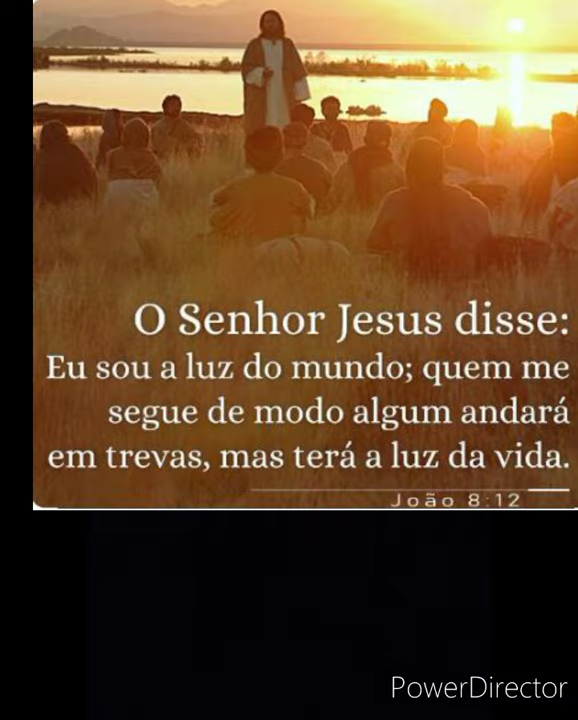 O Senhor Jesus disse:
Eu sou a luz do mundo; quem me
segue de modo algum andará
em trevas, mas terá a luz da vida.
João 8:12
PowerDirector